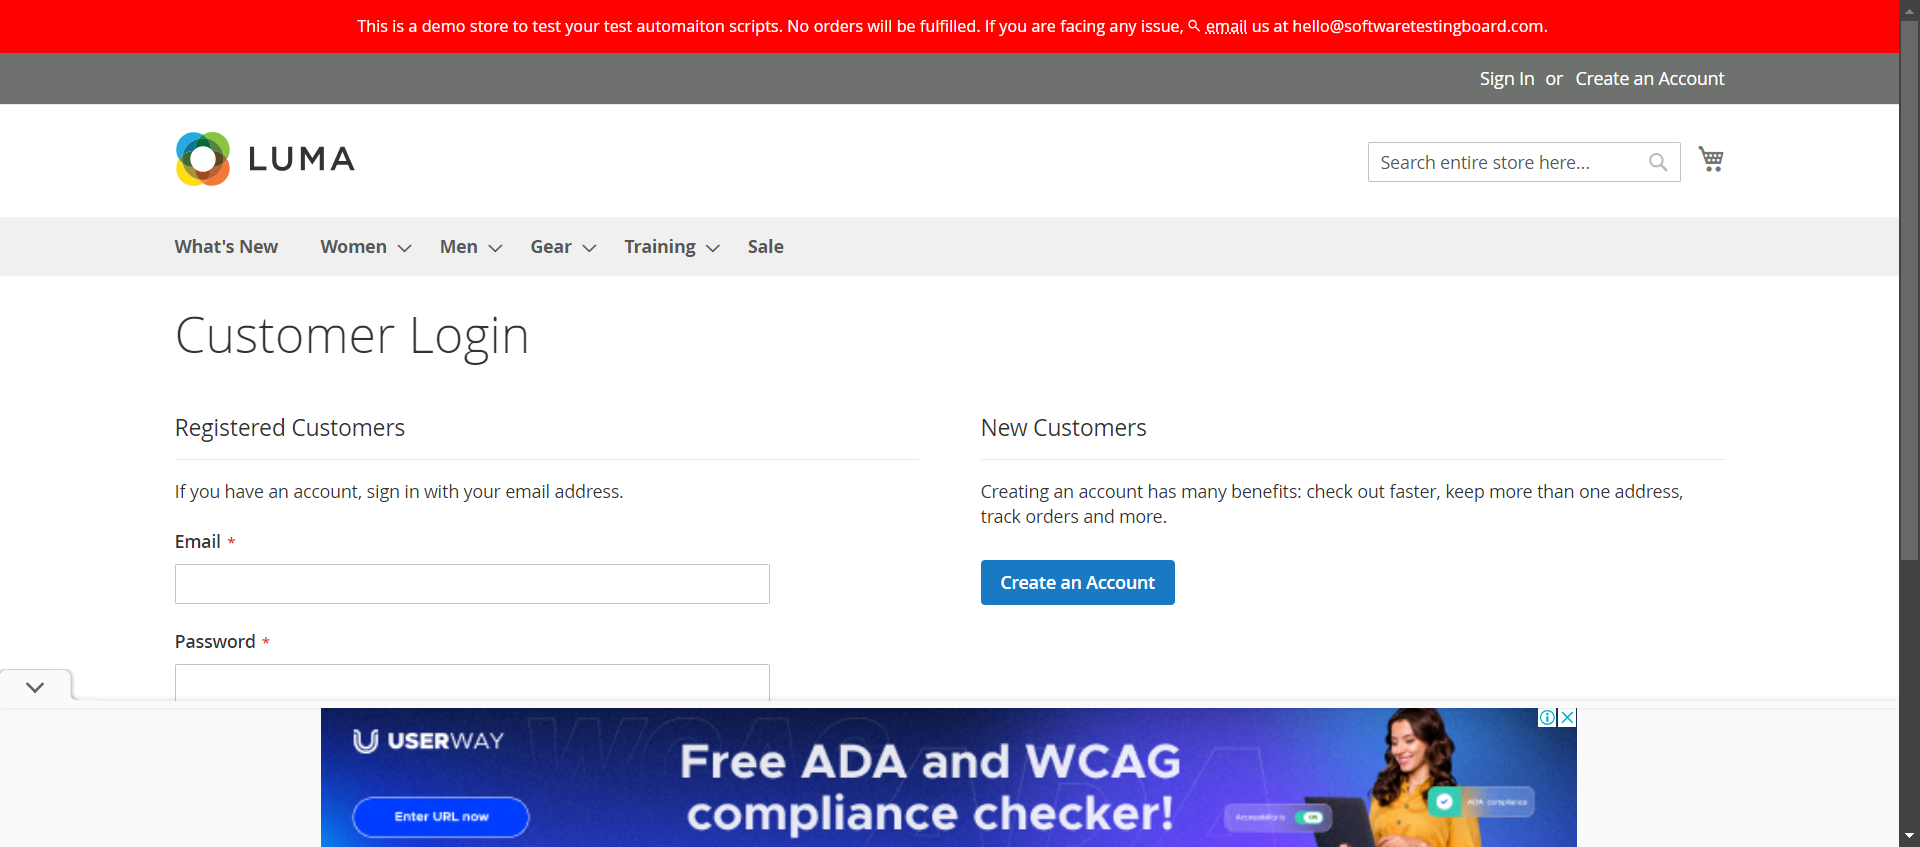 This is a demo store to test your test automaiton scripts. No orders will be fulfilled. If you are facing any issue, email us at hello@softwaretestingboard.com.
Sign In or Create an Account
LUMA
Search entire store here...
What's New Women Men Gear Training Sale
Customer Login
Registered Customers
If you have an account, sign in with your email address.
Email *
Password *
New Customers
Creating an account has many benefits: check out faster, keep more than one address,
track orders and more.
Create an Account
USERWAY
Enter URL now
Free ADA and WCAG
compliance checker!
Accessibility is ON
ADA compliance